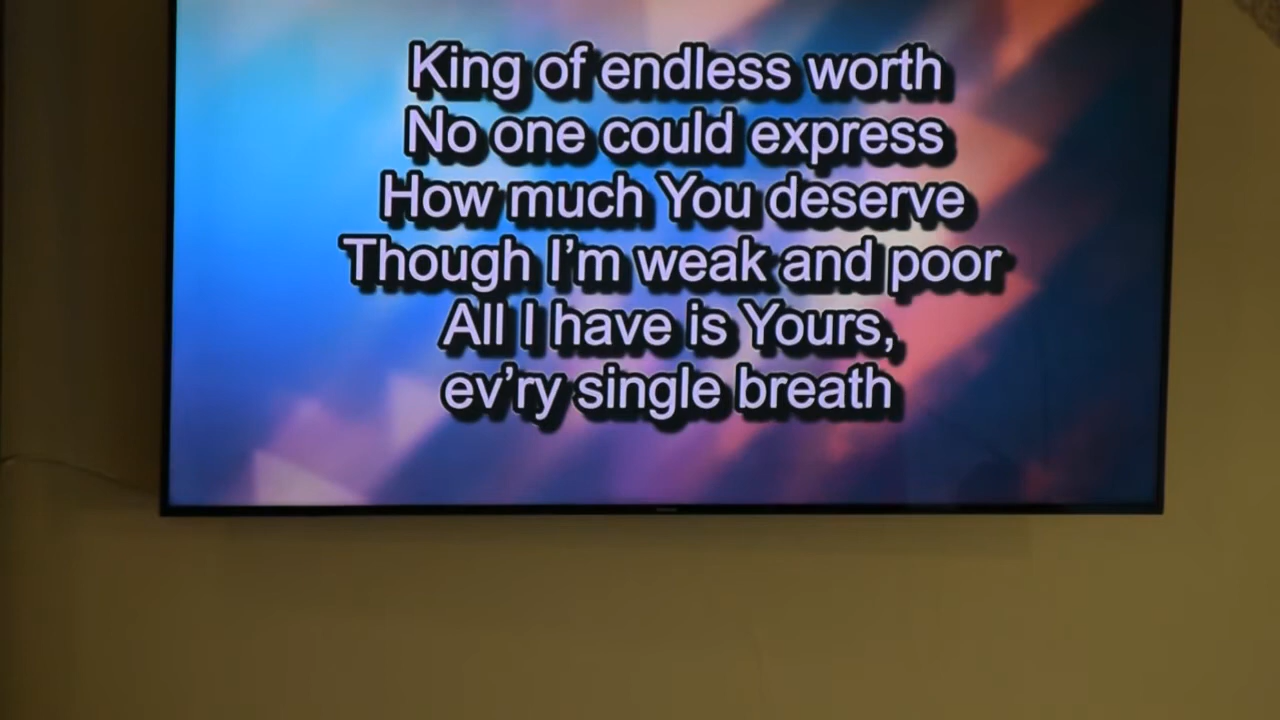 King of endless worth
No one could express
How much You deserve
Though I'm weak and poor
All I have is Yours,
ev'ry single breath